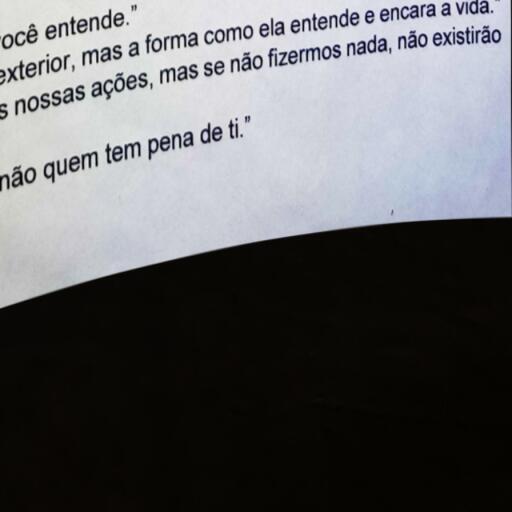 você entende.”
exterior, mas a forma como ela entende e encara a vida.”
s nossas ações, mas se não fizermos nada, não existirão
não quem tem pena de ti.”